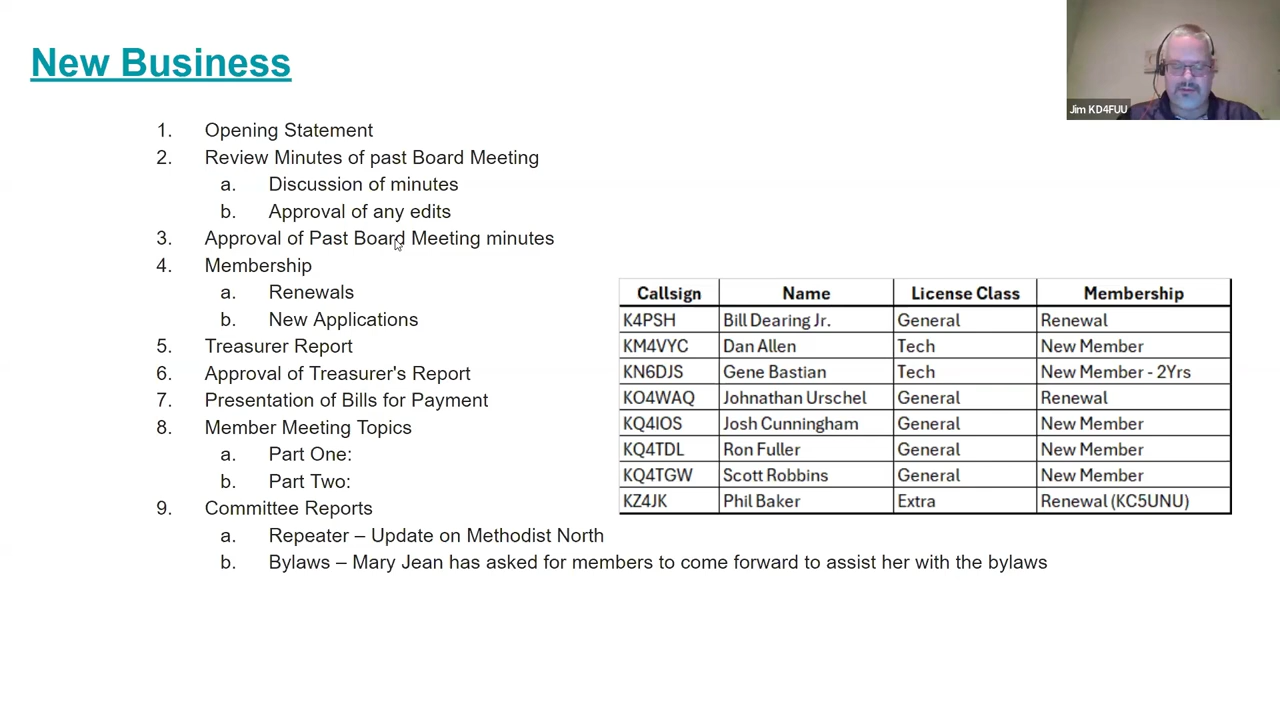 New Business
Jim KD4FUU
1. Opening Statement
2. Review Minutes of past Board Meeting
a. Discussion of minutes
b. Approval of any edits
3. Approval of Past Board Meeting minutes
4. Membership
a. Renewals
b. New Applications
5. Treasurer Report
6. Approval of Treasurer's Report
7. Presentation of Bills for Payment
8. Member Meeting Topics
a. Part One:
b. Part Two:
9. Committee Reports
a. Repeater – Update on Methodist North
b. Bylaws – Mary Jean has asked for members to come forward to assist her with the bylaws
Callsign Name License Class Membership
K4PSH Bill Dearing Jr. General Renewal
KM4VYC Dan Allen Tech New Member
KN6DJS Gene Bastian Tech New Member - 2Yrs
KO4WAQ Johnathan Urschel General Renewal
KQ4IOS Josh Cunningham General New Member
KQ4TDL Ron Fuller General New Member
KQ4TGW Scott Robbins General New Member
KZ4JK Phil Baker Extra Renewal (KC5UNU)